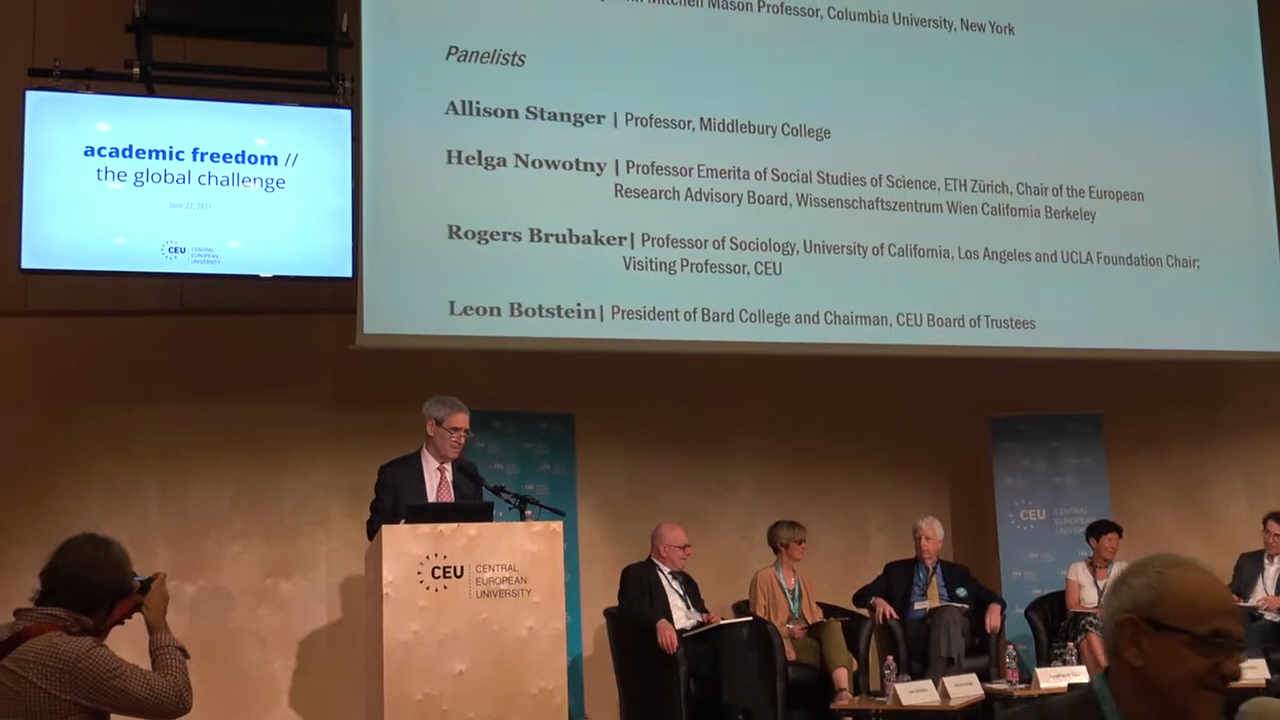 Mitchell Mason Professor, Columbia University, New York
Panelists
Allison Stanger | Professor, Middlebury College
Helga Nowotny | Professor Emerita of Social Studies of Science, ETH Zürich, Chair of the European
Research Advisory Board, Wissenschaftszentrum Wien California Berkeley
Rogers Brubaker| Professor of Sociology, University of California, Los Angeles and UCLA Foundation Chair;
Visiting Professor, CEU
Leon Botstein| President of Bard College and Chairman, CEU Board of Trustees
academic freedom //
the global challenge
June 22, 2017
CEU CENTRAL
EUROPEAN
UNIVERSITY
CEU CENTRAL
EUROPEAN
UNIVERSITY
CEU CENTRAL
EUROPEAN
UNIVERSITY